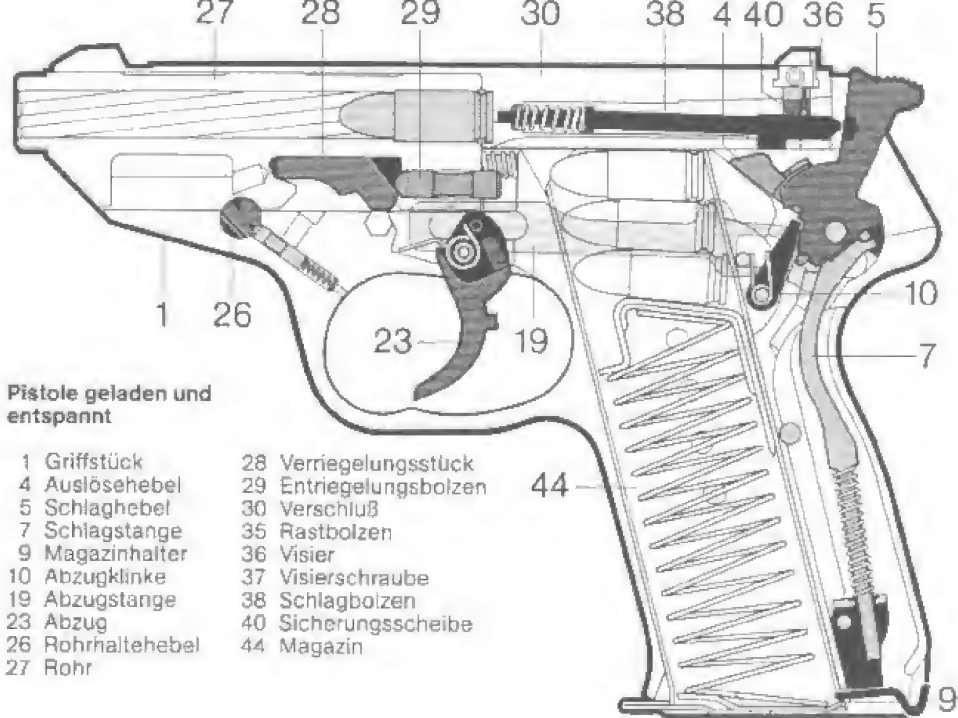 27 28 29 30 38 4 40 36 5
1 26 23 19 10
7
Pistole geladen und
entspannt
1 Griffstück
4 Auslösehebel
5 Schlaghebel
7 Schlagstange
9 Magazinhalter
10 Abzugklinke
19 Abzugstange
23 Abzug
26 Rohrhaltehebel
27 Rohr
28 Verriegelungsstück
29 Entriegelungsbolzen
30 Verschluß
35 Rastbolzen
36 Visier
37 Visierschraube
38 Schlagbolzen
40 Sicherungsscheibe
44 Magazin
44
9